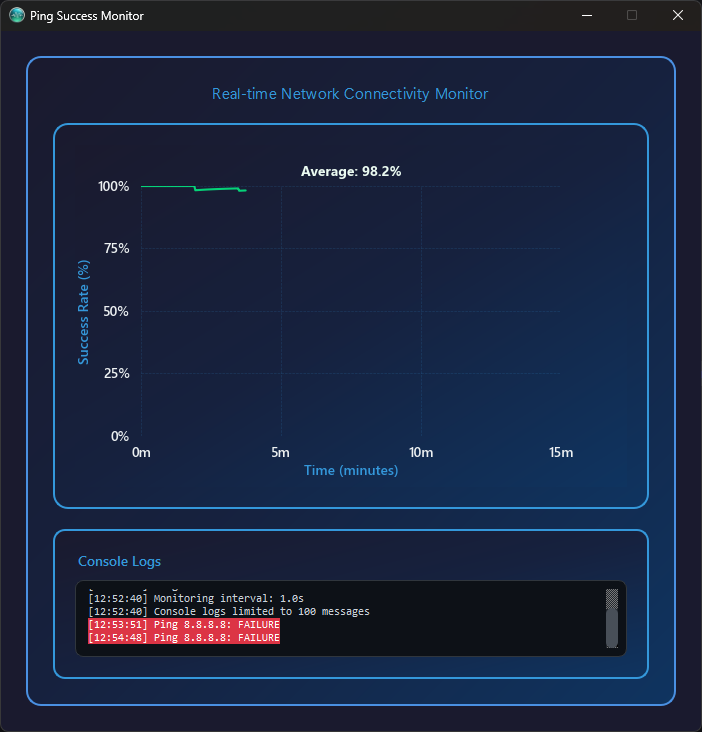 Ping Success Monitor
Real-time Network Connectivity Monitor
Average: 98.2%
100%
75%
50%
25%
0%
Success Rate (%)
0m 5m 10m 15m
Time (minutes)
Console Logs
[12:52:40] Monitoring interval: 1.0s
[12:52:40] Console logs limited to 100 messages
[12:53:51] Ping 8.8.8.8: FAILURE
[12:54:48] Ping 8.8.8.8: FAILURE